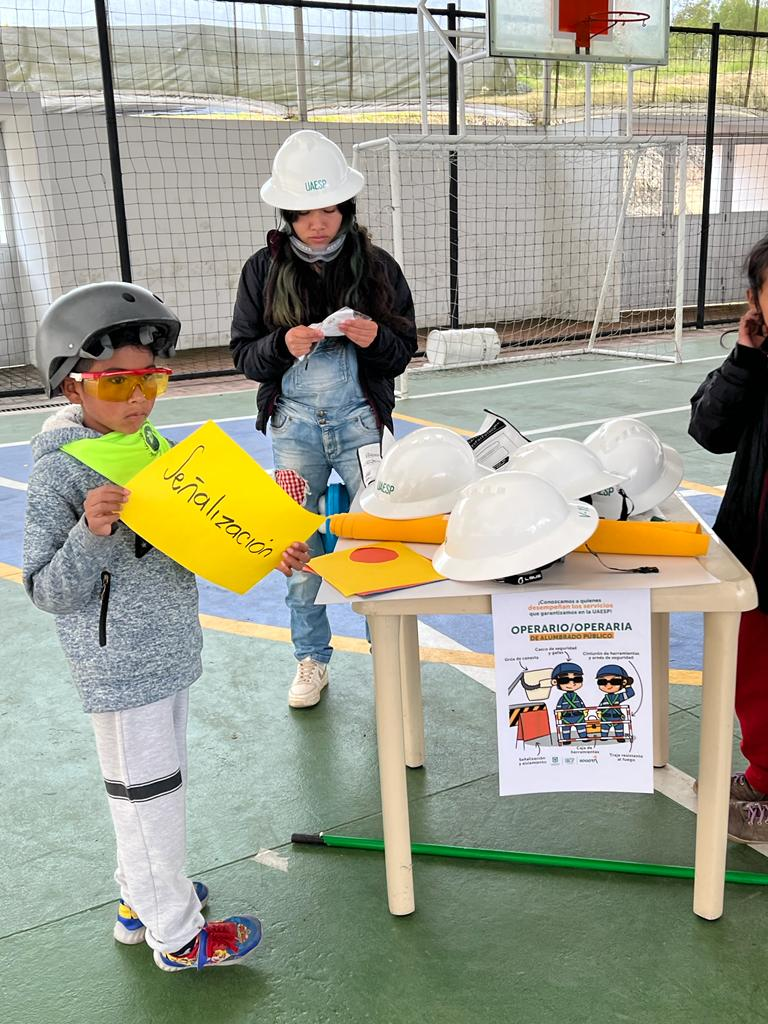 UAESP
Señalización
UAESP
¡Conozcamos a quienes
desempeñan los servicios
que garantizamos en la UAESP!
OPERARIO/OPERARIA
DE ALUMBRADO PÚBLICO
Casco de seguridad
y gafas
Cinturón de herramientas
y arnés de seguridad
Grúa de canasta
Caja de
herramientas
Señalización
y aislamiento
Traje resistente al
fuego
BOGOTÁ